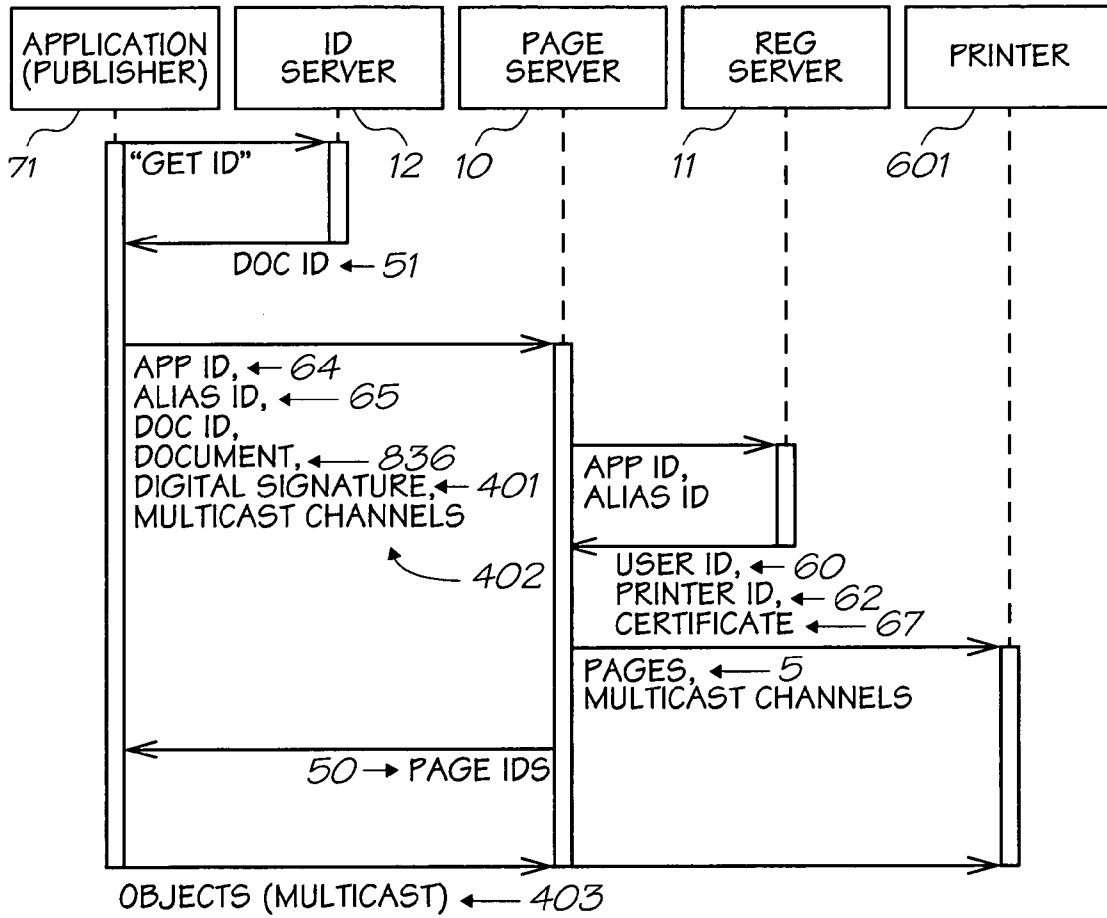 APPLICATION
(PUBLISHER)
ID
SERVER
PAGE
SERVER
REG
SERVER
PRINTER
71
12
10
11
601
"GET ID"
DOC ID 51
APP ID, 64
ALIAS ID, 65
DOC ID,
DOCUMENT, 836
DIGITAL SIGNATURE, 401
MULTICAST CHANNELS
402
APP ID,
ALIAS ID
USER ID, 60
PRINTER ID, 62
CERTIFICATE 67
PAGES, 5
MULTICAST CHANNELS
50 PAGE IDS
OBJECTS (MULTICAST) 403